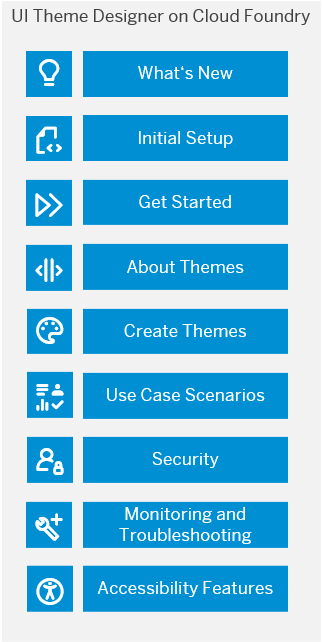 UI Theme Designer on Cloud Foundry
What's New
Initial Setup
Get Started
About Themes
Create Themes
Use Case Scenarios
Security
Monitoring and
Troubleshooting
Accessibility Features